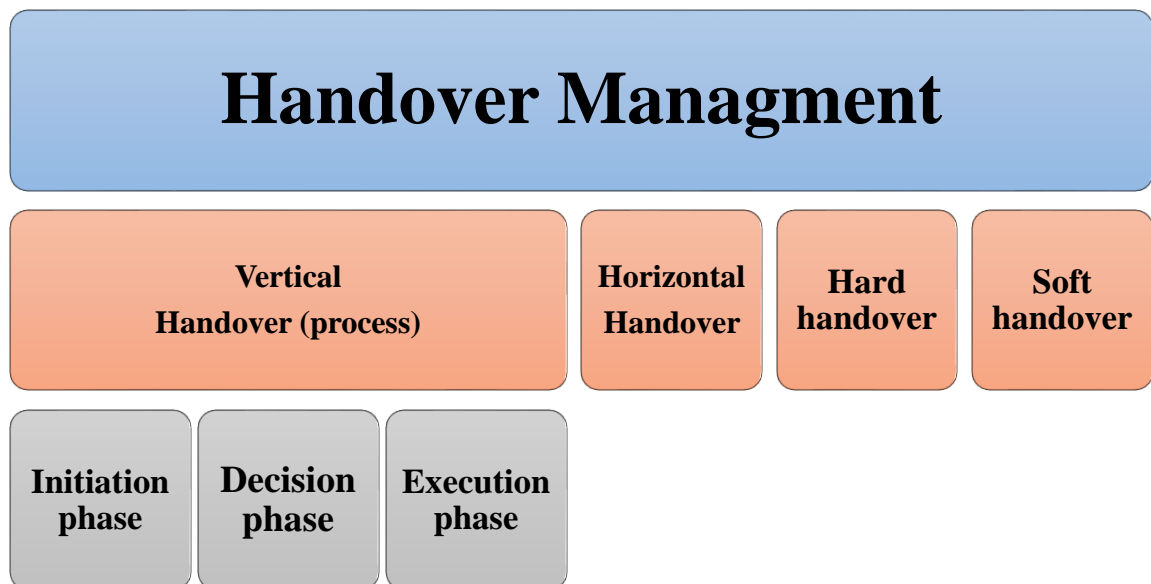 Handover Managment
Vertical
Handover (process)
Horizontal
Handover
Hard
handover
Soft
handover
Initiation
phase
Decision
phase
Execution
phase